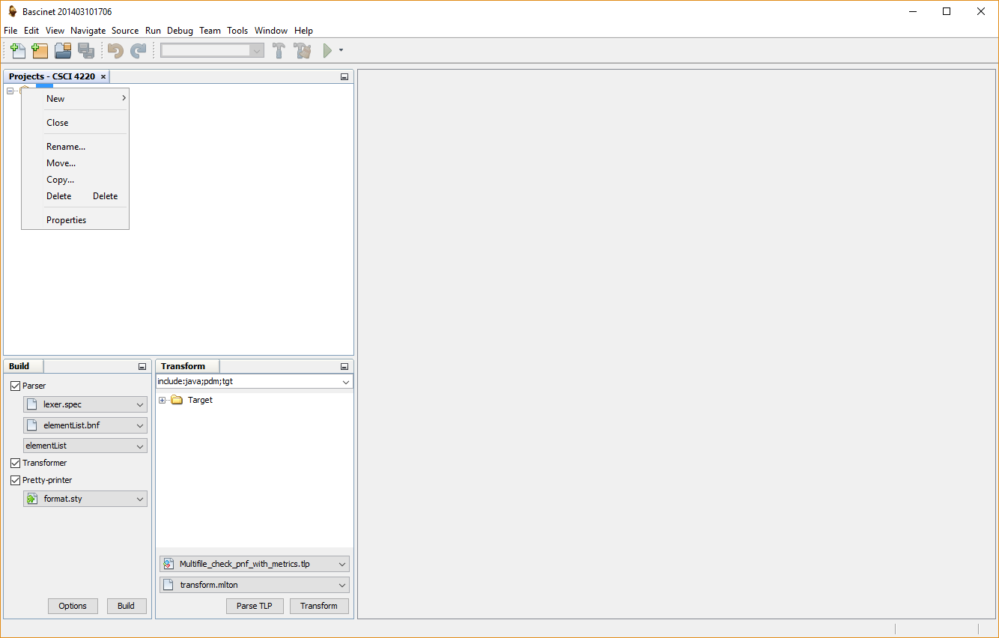 Bascinet 201403101706
File Edit View Navigate Source Run Debug Team Tools Window Help
Projects - CSCI 4220
New
Close
Rename...
Move...
Copy...
Delete Delete
Properties
Build
Parser
lexer.spec
elementList.bnf
elementList
Transformer
Pretty-printer
format.sty
Options Build
Transform
include:java;pdm;tgt
Target
Multifile_check_pnf_with_metrics.tlp
transform.mlton
Parse TLP Transform